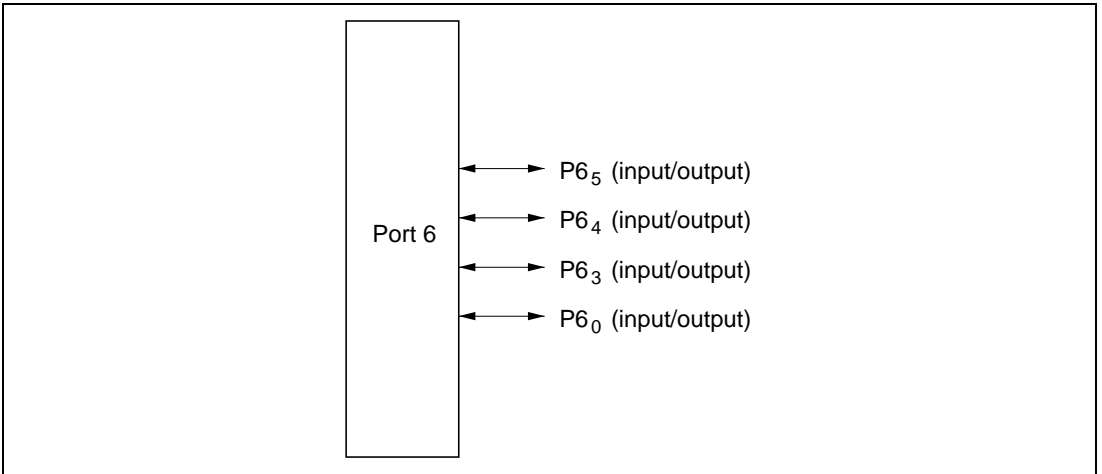 P6₅ (input/output)
P6₄ (input/output)
Port 6
P6₃ (input/output)
P6₀ (input/output)